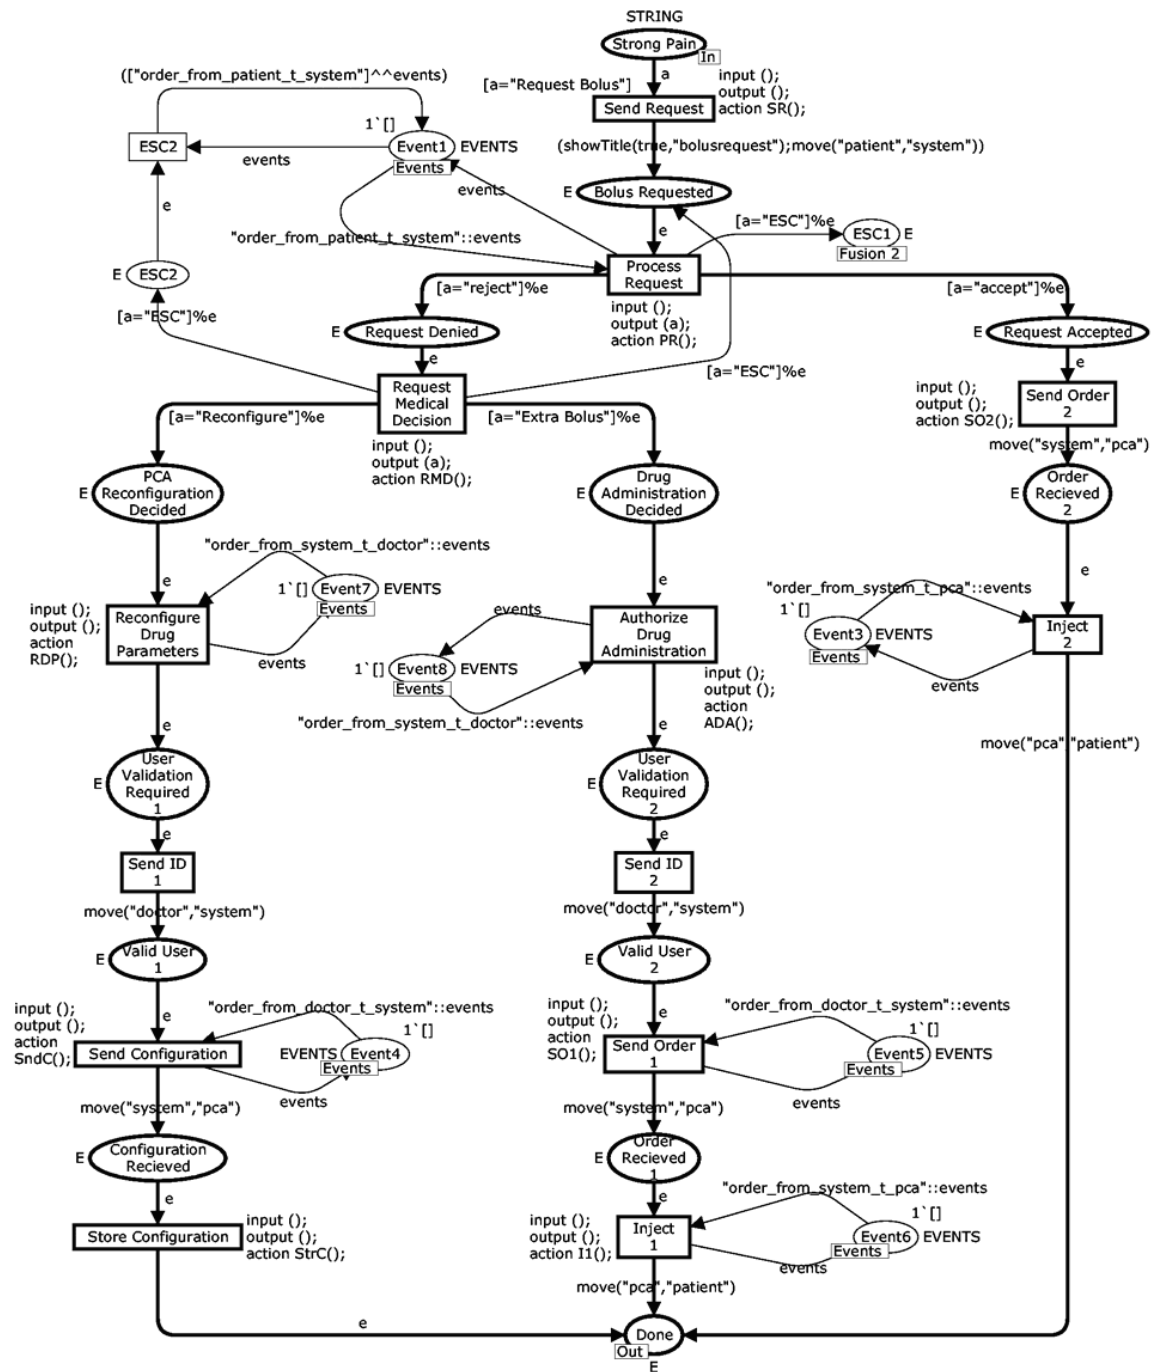 STRING
Strong Pain
In
a
[a="Request Bolus"]
input ();
output ();
action SR();
Send Request
(showTitle(true,"bolusrequest");move("patient","system"))
(["order_from_patient_t_system"]^^events)
1`[]
ESC2
events
Event1
EVENTS
Events
events
E
Bolus Requested
e
e
[a="ESC"]%e
ESC1
E
Fusion 2
"order_from_patient_t_system"::events
E
ESC2
Process
Request
[a="reject"]%e
[a="accept"]%e
input ();
output (a);
action PR();
[a="ESC"]%e
E
Request Denied
E
Request Accepted
e
e
[a="ESC"]%e
Request
Medical
Decision
input ();
output ();
action SO2();
Send Order
2
[a="Reconfigure"]%e
[a="Extra Bolus"]%e
input ();
output (a);
action RMD();
move("system","pca")
E
PCA
Reconfiguration
Decided
E
Drug
Administration
Decided
E
Order
Recieved
2
"order_from_system_t_doctor"::events
e
e
e
1`[]
Event7
EVENTS
Events
"order_from_system_t_pca"::events
1`[]
input ();
output ();
action
RDP();
Reconfigure
Drug
Parameters
events
events
Authorize
Drug
Administration
Event3
EVENTS
Events
Inject
2
1`[]
Event8
EVENTS
Events
input ();
output ();
action
ADA();
events
"order_from_system_t_doctor"::events
e
e
move("pca","patient")
E
User
Validation
Required
1
E
User
Validation
Required
2
e
e
Send ID
1
Send ID
2
move("doctor","system")
move("doctor","system")
E
Valid User
1
E
Valid User
2
input ();
output ();
action
SndC();
e
"order_from_doctor_t_system"::events
1`[]
input ();
output ();
action
SO1();
e
"order_from_doctor_t_system"::events
1`[]
Send Configuration
EVENTS
Event4
Events
events
Send Order
1
Event5
EVENTS
Events
events
move("system","pca")
move("system","pca")
E
Configuration
Recieved
E
Order
Recieved
1
e
e
"order_from_system_t_pca"::events
1`[]
Store Configuration
input ();
output ();
action StrC();
input ();
output ();
action I1();
Inject
1
Event6
EVENTS
Events
events
move("pca","patient")
e
Done
Out
E